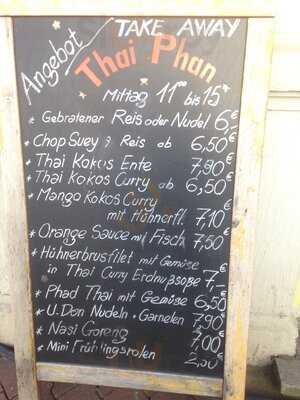 TAKE AWAY
Angebot
Thai Phan
Mittag 11°° bis 15°°
* Gebratener Reis oder Nudel 6,-€
* Chop Suey & Reis ab 6,50€
* Thai Kokos Ente 7,90€
* Thai Kokos Curry ab 6,50€
* Mango Kokos Curry
mit Hühnerfl. 7,10€
* Orange Sauce mit Fisch 7,50€
* Hühnerbrusfilet mit Gemüse
in Thai Curry Erdnußsoße 7,-€
* Phad Thai mit Gemüse 6,50€
* U.Don Nudeln + Garnelen 7,90€
* Nasi Goreng 7,00€
* Mini Frühlingsrolen 2,50€